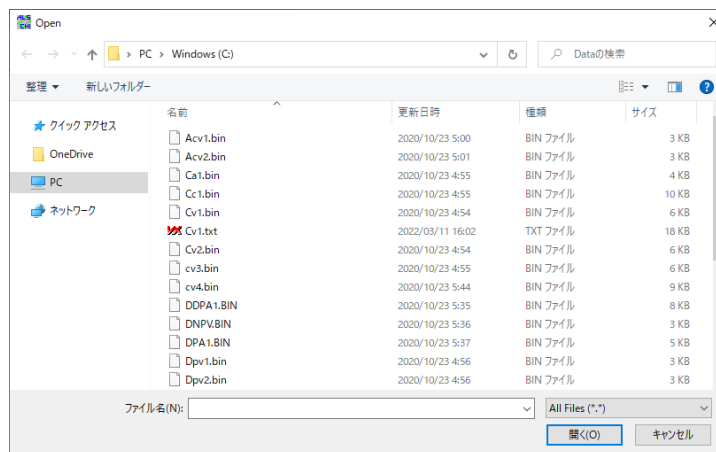 ALS
CHI
Open
PC > Windows (C:)
Dataの検索
整理
新しいフォルダー
クイック アクセス
OneDrive
PC
ネットワーク
名前 更新日時 種類 サイズ
Acv1.bin 2020/10/23 5:00 BIN ファイル 3 KB
Acv2.bin 2020/10/23 5:01 BIN ファイル 3 KB
Ca1.bin 2020/10/23 4:55 BIN ファイル 4 KB
Cc1.bin 2020/10/23 4:55 BIN ファイル 10 KB
Cv1.bin 2020/10/23 4:54 BIN ファイル 6 KB
Cv1.txt 2022/03/11 16:02 TXT ファイル 18 KB
Cv2.bin 2020/10/23 4:54 BIN ファイル 6 KB
cv3.bin 2020/10/23 4:55 BIN ファイル 6 KB
cv4.bin 2020/10/23 5:44 BIN ファイル 9 KB
DDPA1.BIN 2020/10/23 5:35 BIN ファイル 8 KB
DNPV.BIN 2020/10/23 5:36 BIN ファイル 3 KB
DPA1.BIN 2020/10/23 5:37 BIN ファイル 5 KB
Dpv1.bin 2020/10/23 4:56 BIN ファイル 3 KB
Dpv2.bin 2020/10/23 4:56 BIN ファイル 3 KB
ファイル名(N):
All Files (*.*)
開く(O) キャンセル